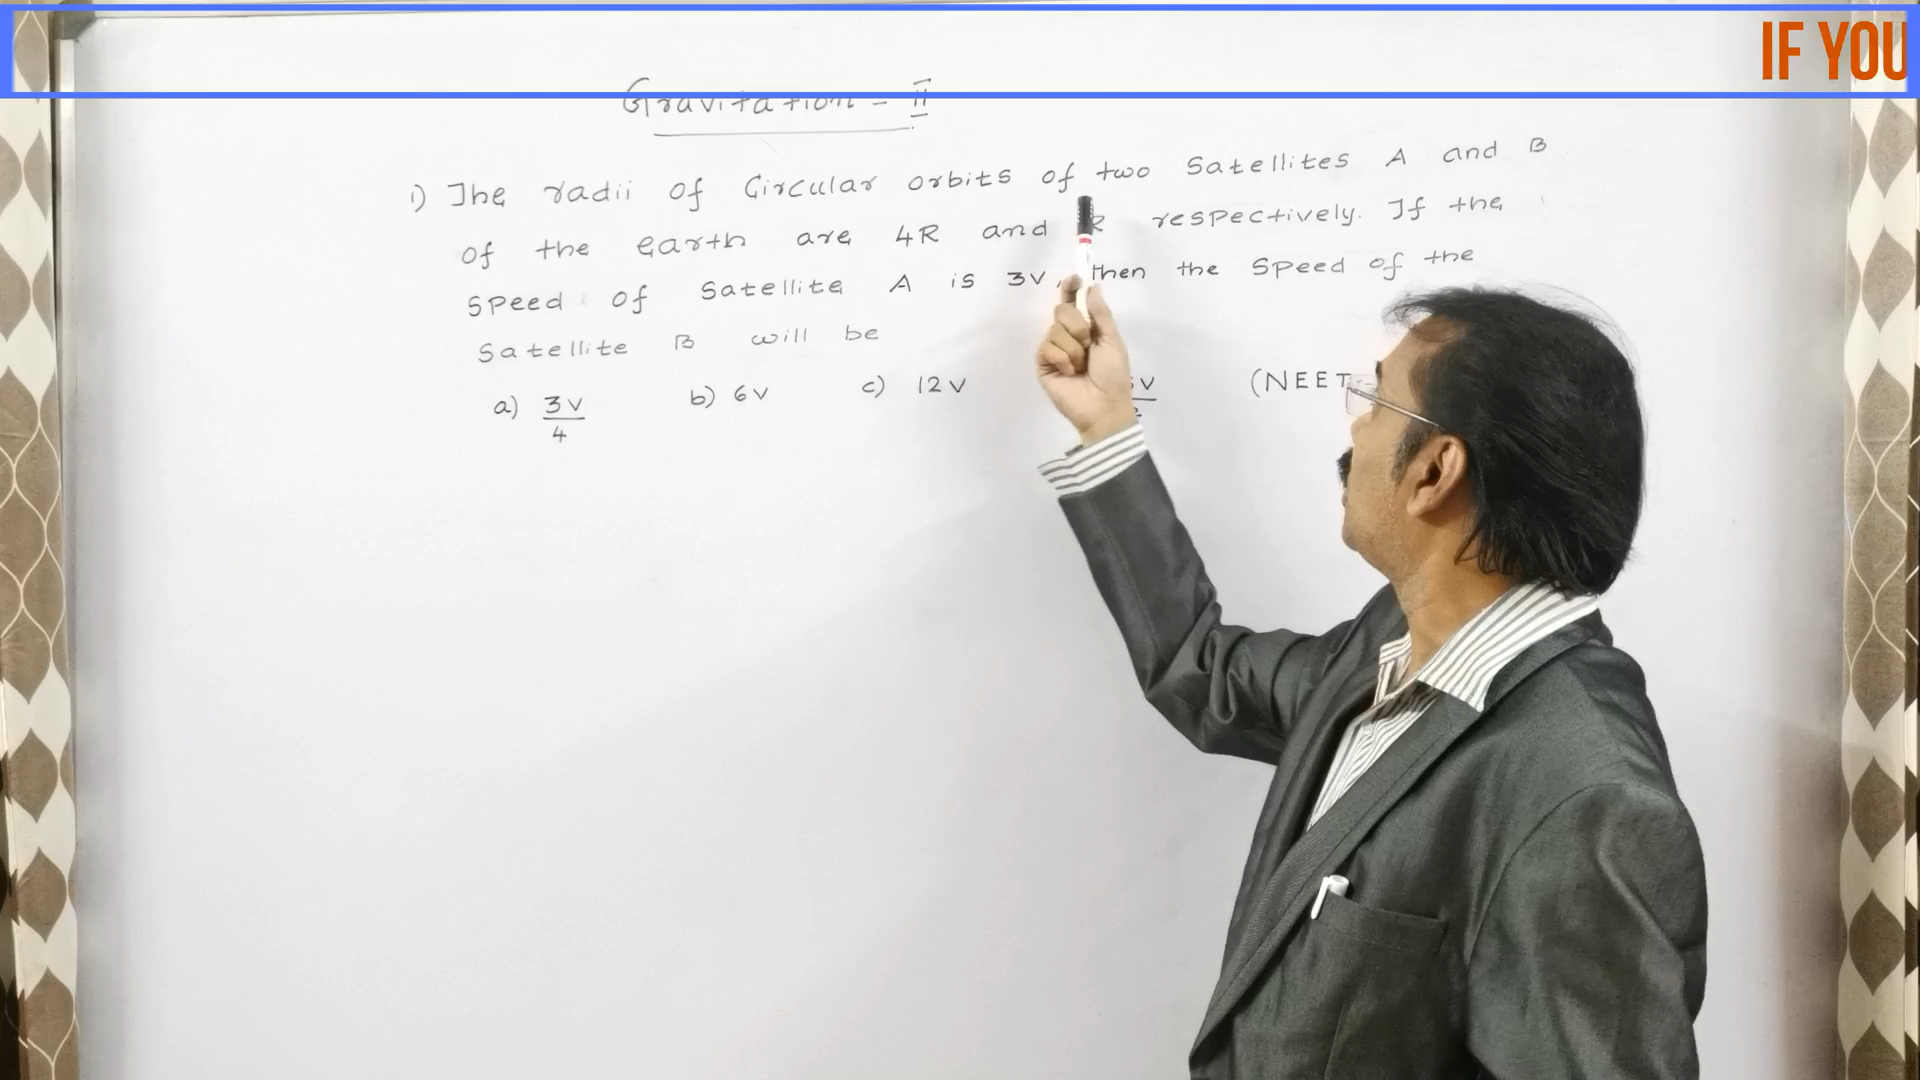 IF YOU
Gravitation - II
1) The radii of Circular orbits of two Satellites A and B
of the earth are 4R and R respectively. If the
Speed of Satellite A is 3V, then the Speed of the
Satellite B will be
a) 3V/4 b) 6V c) 12V (NEET